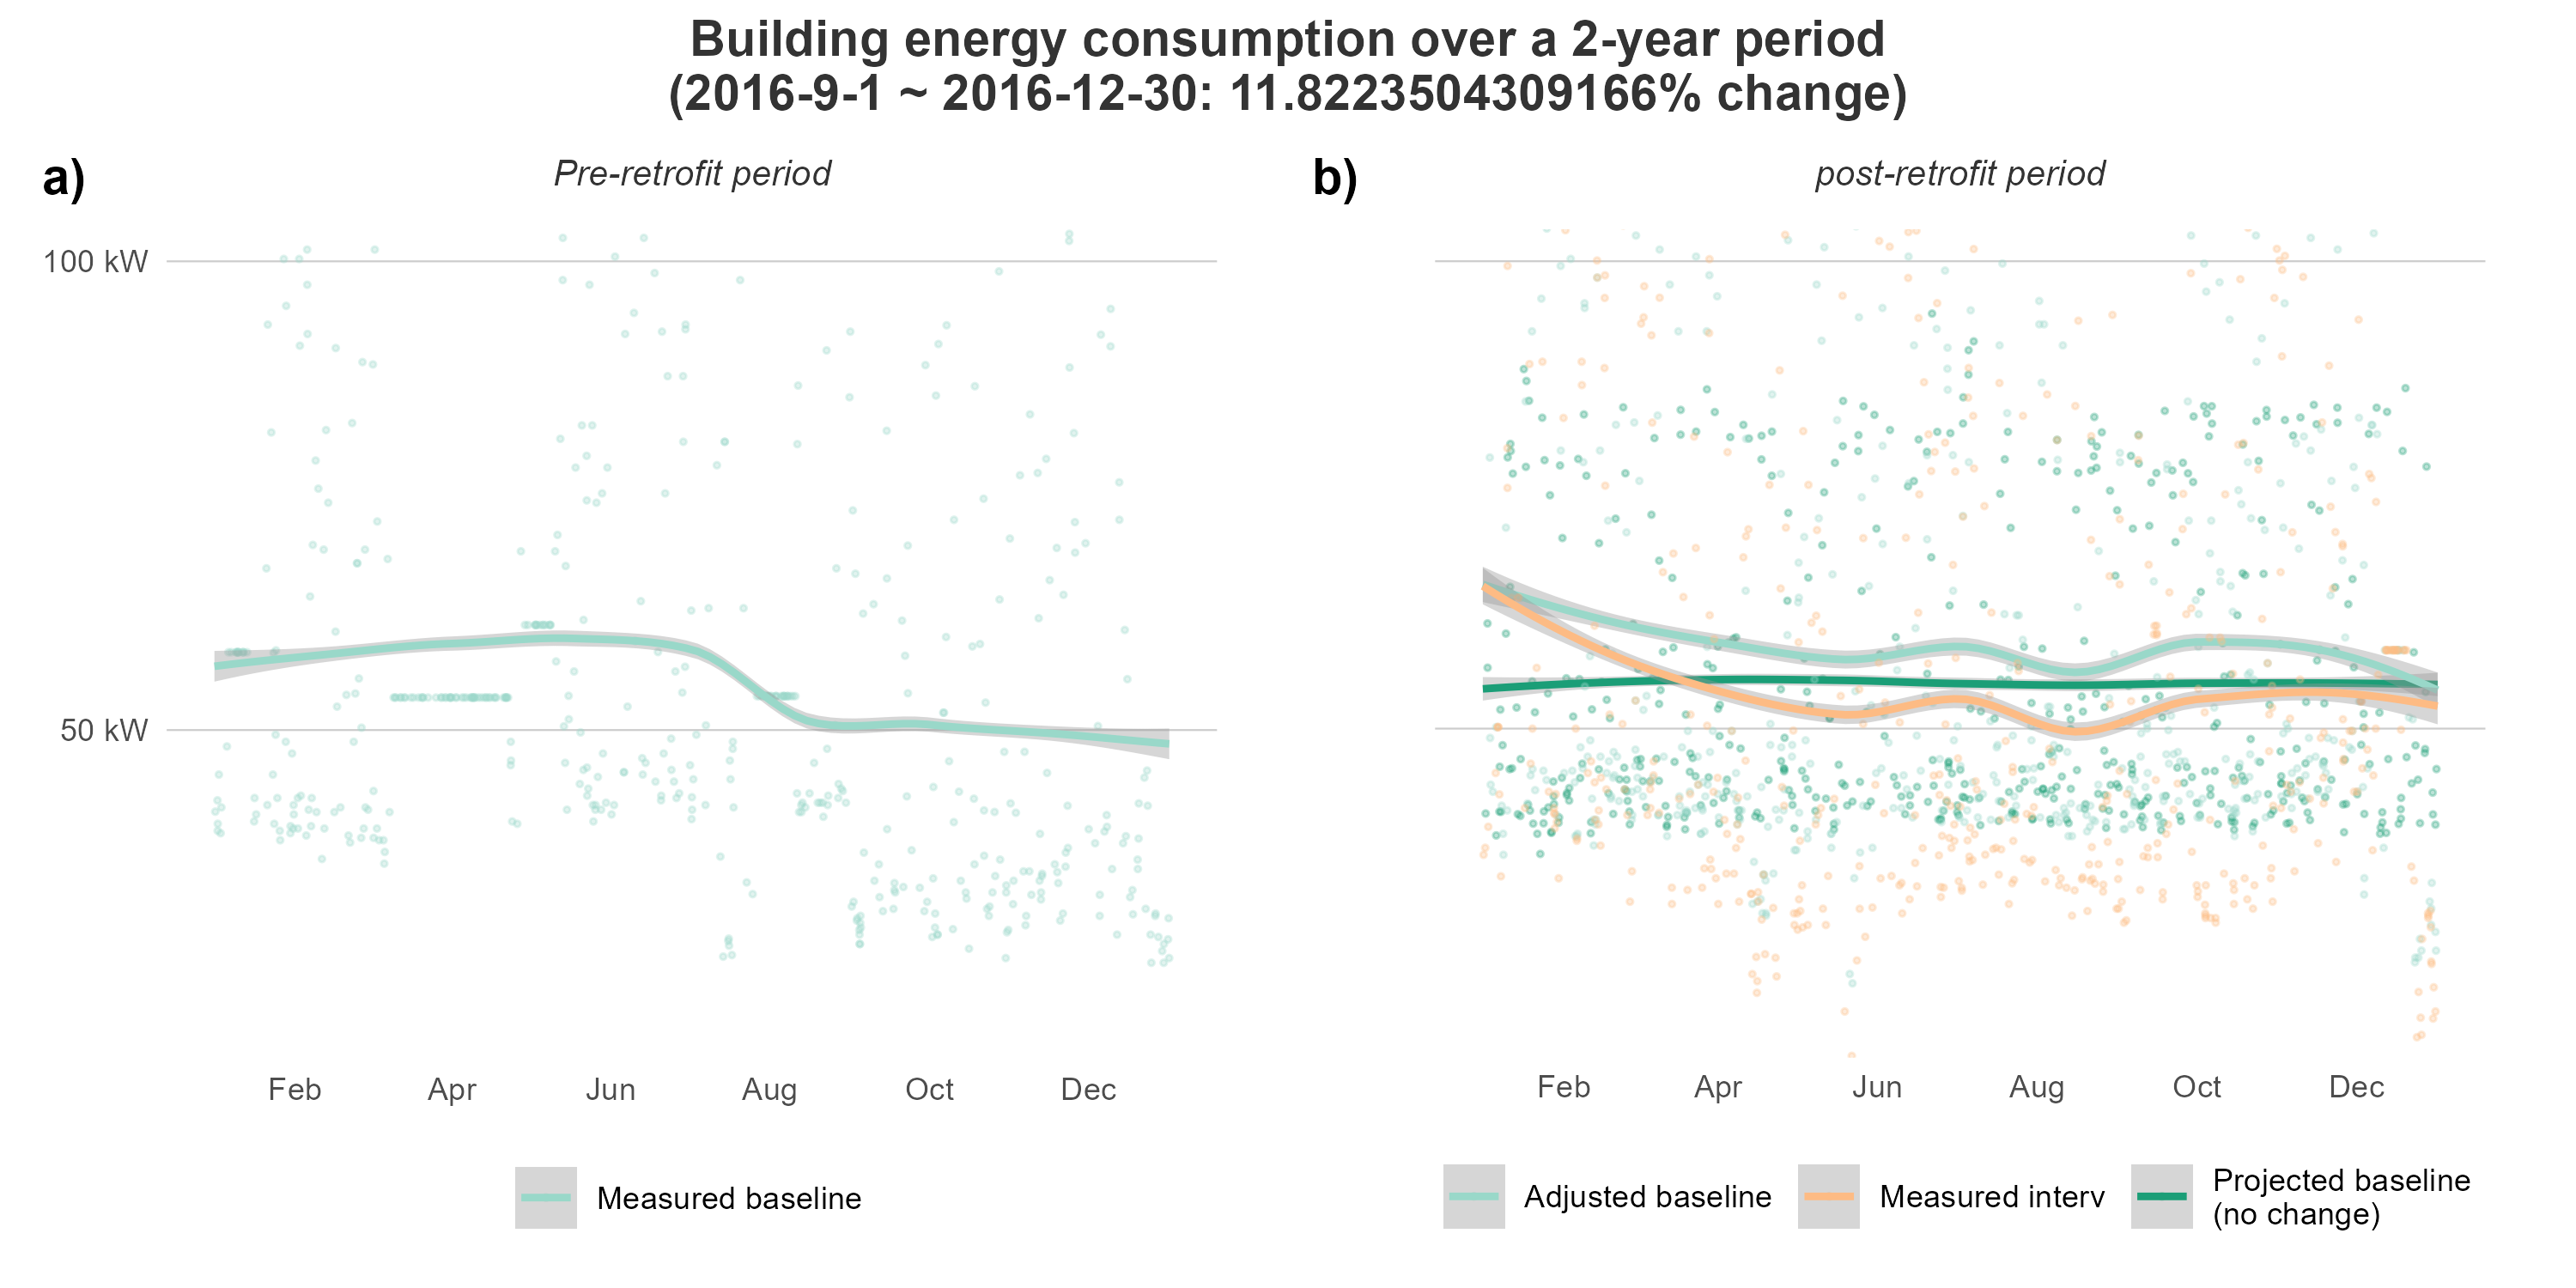 Building energy consumption over a 2-year period
(2016-9-1 ~ 2016-12-30: 11.8223504309166% change)
a)
Pre-retrofit period
b)
post-retrofit period
100 kW
50 kW
Feb Apr Jun Aug Oct Dec
Feb Apr Jun Aug Oct Dec
Measured baseline
Adjusted baseline
Measured interv
Projected baseline
(no change)